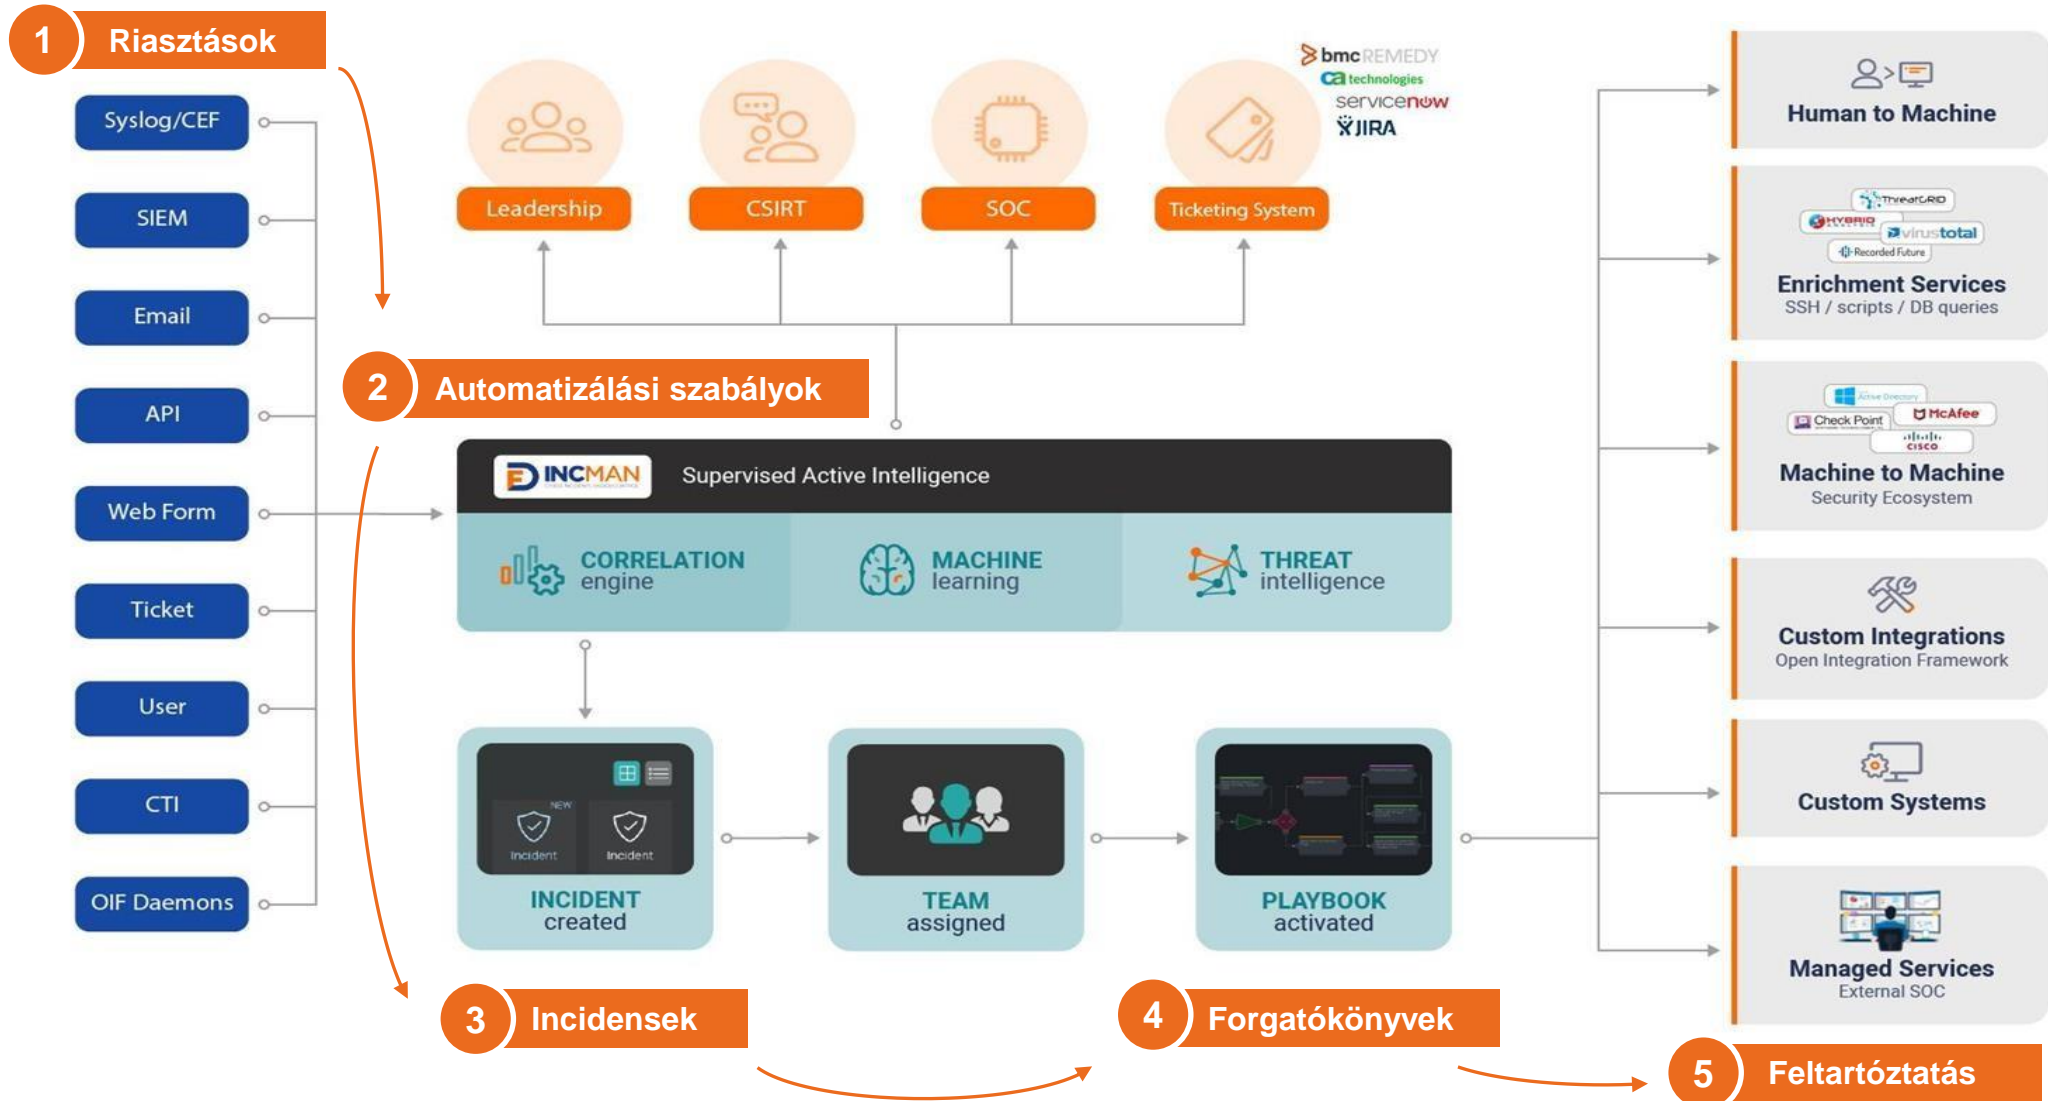 1 Riasztások
Syslog/CEF
SIEM
Email
API
Web Form
Ticket
User
CTI
OIF Daemons
bmc REMEDY
ca technologies
servicenow
JIRA
Leadership
CSIRT
SOC
Ticketing System
2 Automatizálási szabályok
INCMAN
Supervised Active Intelligence
CORRELATION
engine
MACHINE
learning
THREAT
intelligence
NEW
Incident
Incident
INCIDENT
created
TEAM
assigned
PLAYBOOK
activated
3 Incidensek
4 Forgatókönyvek
Human to Machine
ThreatGRID
HYBRID
ANALYSIS
virustotal
Recorded Future
Enrichment Services
SSH / scripts / DB queries
Active Directory
Check Point
McAfee
CISCO
Machine to Machine
Security Ecosystem
Custom Integrations
Open Integration Framework
Custom Systems
Managed Services
External SOC
5 Feltartóztatás